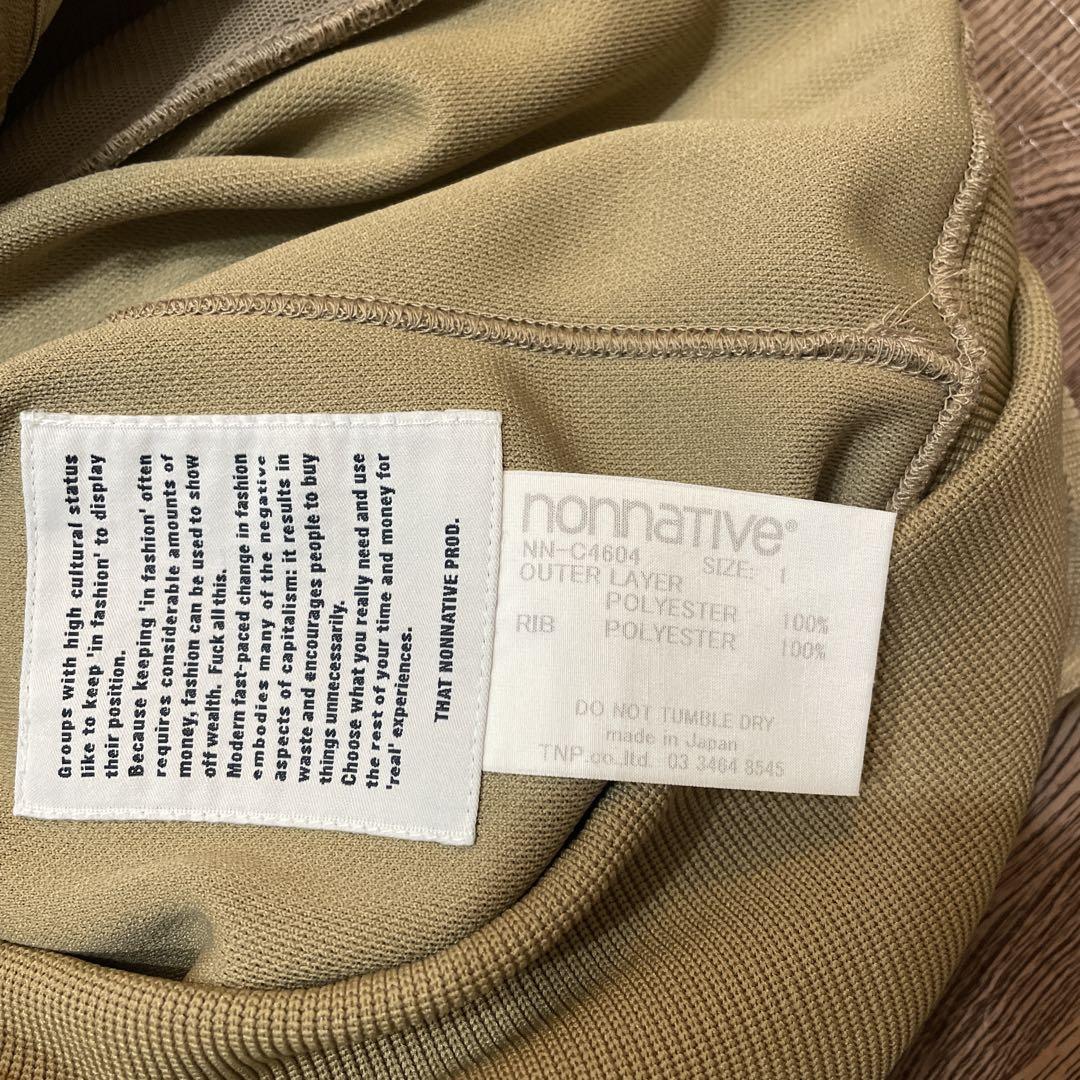 Groups with high cultural status
like to keep 'in fashion' to display
their position.
Because keeping 'in fashion' often
requires considerable amounts of
money, fashion can be used to show
off wealth. Fuck all this.
Modern fast-paced change in fashion
embodies many of the negative
aspects of capitalism: it results in
waste and encourages people to buy
things unnecessarily.
Choose what you really need and use
the rest of your time and money for
'real' experiences.
THAT NONNATIVE PROD.
nonnative®
NN-C4604 SIZE: 1
OUTER LAYER
POLYESTER 100%
RIB POLYESTER 100%
DO NOT TUMBLE DRY
made in Japan
TNP.co.,ltd. 03 3464 8545